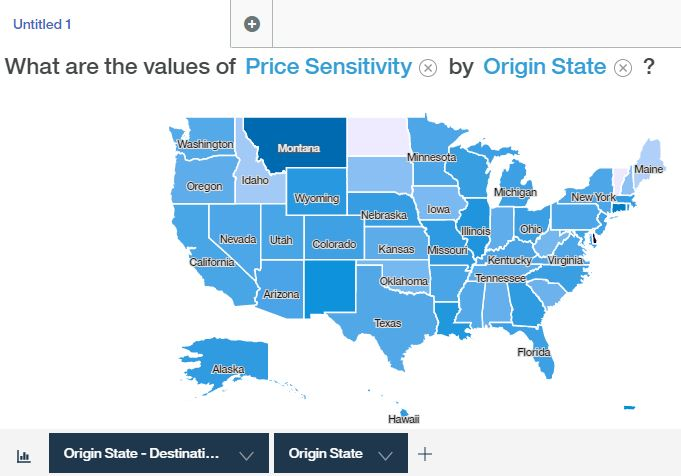 Untitled 1
What are the values of Price Sensitivity by Origin State ?
Washington
Montana
Minnesota
Maine
Oregon
Idaho
Michigan
Wyoming
New York
Nebraska
Iowa
Illinois
Ohio
Nevada
Utah
Colorado
Kansas
Missouri
California
Kentucky
Virginia
Arizona
Oklahoma
Tennessee
Texas
Florida
Alaska
Hawaii
Origin State - Destinati...
Origin State